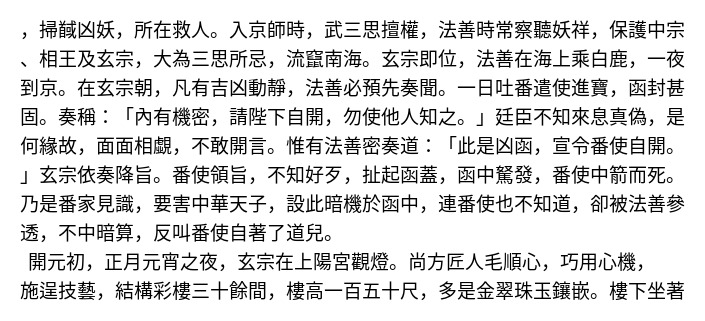 ，掃馘凶妖，所在救人。入京師時，武三思擅權，法善時常察聽妖祥，保護中宗
、相王及玄宗，大為三思所忌，流竄南海。玄宗即位，法善在海上乘白鹿，一夜
到京。在玄宗朝，凡有吉凶動靜，法善必預先奏聞。一日吐番遣使進寶，函封甚
固。奏稱：「內有機密，請陛下自開，勿使他人知之。」廷臣不知來息真偽，是
何緣故，面面相覷，不敢開言。惟有法善密奏道：「此是凶函，宣令番使自開。
」玄宗依奏降旨。番使領旨，不知好歹，扯起函蓋，函中駑發，番使中箭而死。
乃是番家見識，要害中華天子，設此暗機於函中，連番使也不知道，卻被法善參
透，不中暗算，反叫番使自著了道兒。
開元初，正月元宵之夜，玄宗在上陽宮觀燈。尚方匠人毛順心，巧用心機，
施逞技藝，結構彩樓三十餘間，樓高一百五十尺，多是金翠珠玉鑲嵌。樓下坐著